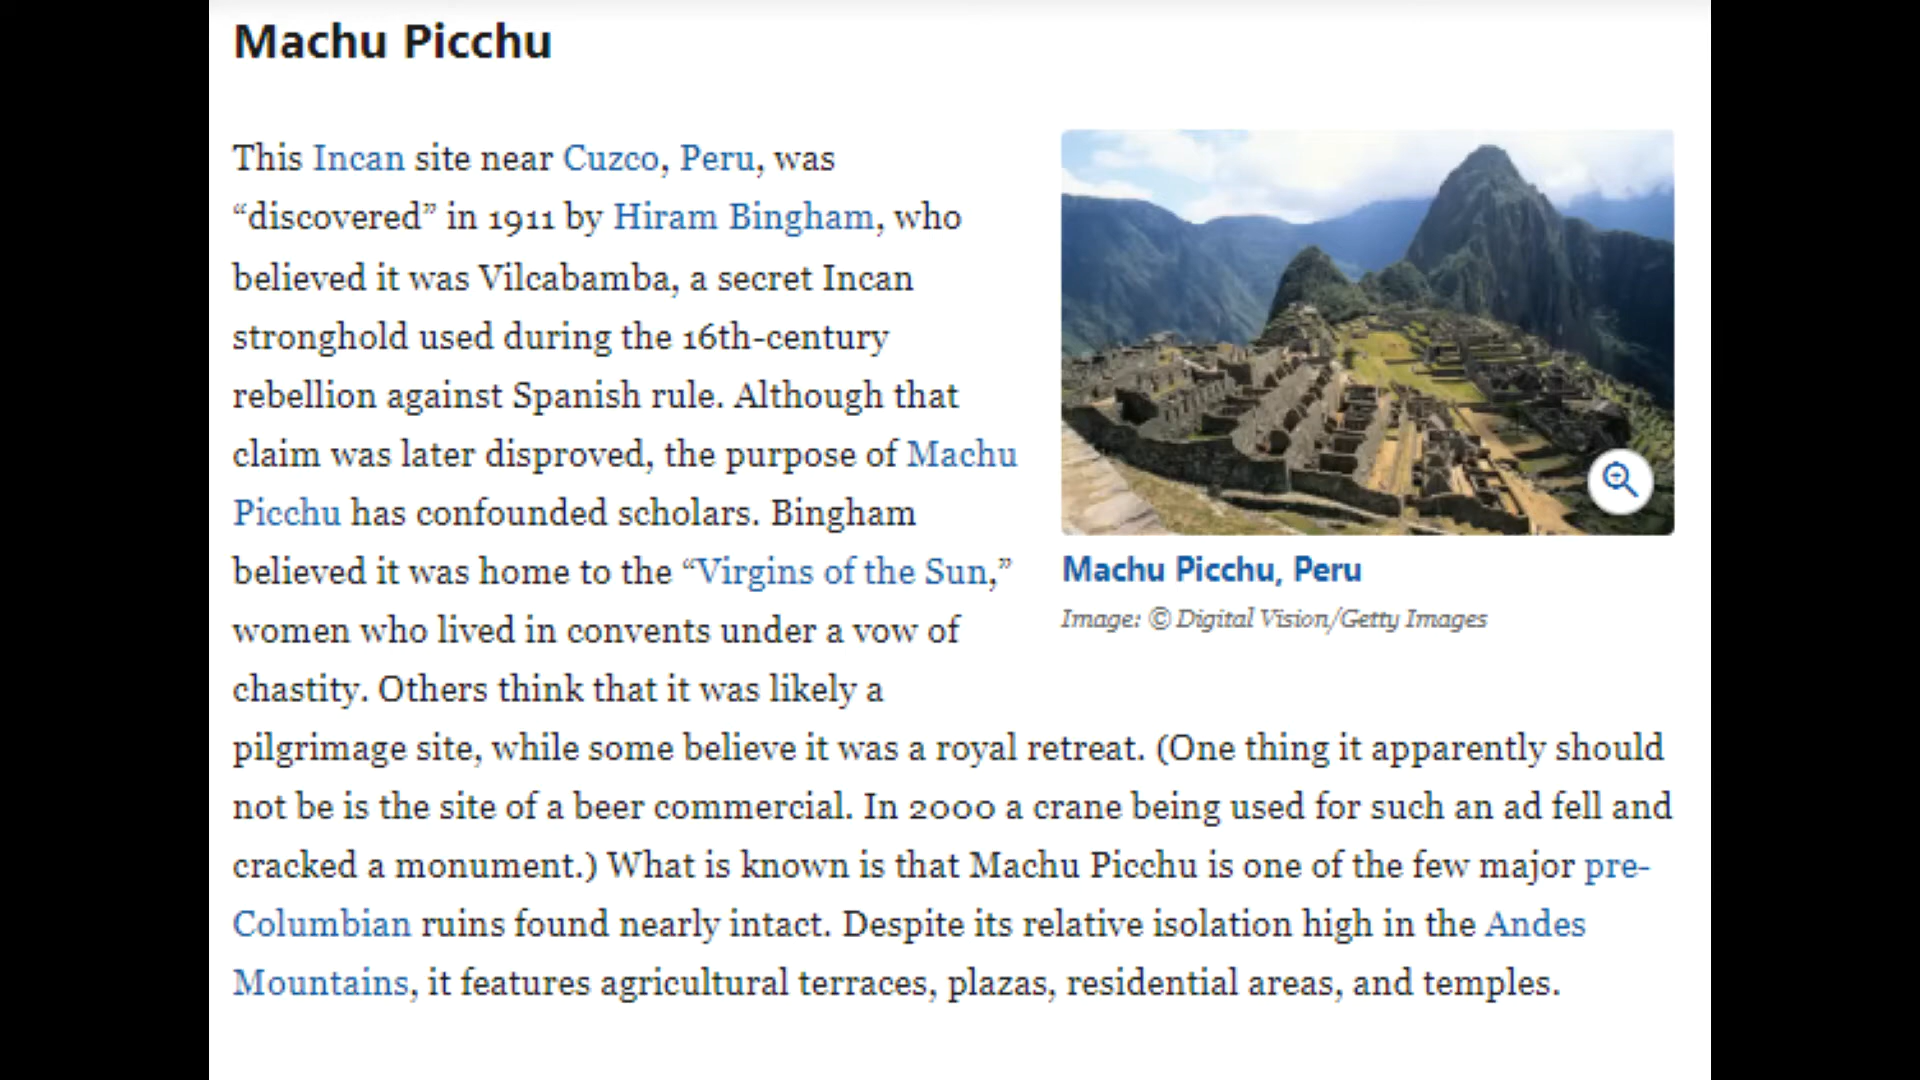 Machu Picchu
This Incan site near Cuzco, Peru, was
“discovered” in 1911 by Hiram Bingham, who
believed it was Vilcabamba, a secret Incan
stronghold used during the 16th-century
rebellion against Spanish rule. Although that
claim was later disproved, the purpose of Machu
Picchu has confounded scholars. Bingham
believed it was home to the “Virgins of the Sun,”
women who lived in convents under a vow of
chastity. Others think that it was likely a
pilgrimage site, while some believe it was a royal retreat. (One thing it apparently should
not be is the site of a beer commercial. In 2000 a crane being used for such an ad fell and
cracked a monument.) What is known is that Machu Picchu is one of the few major pre-
Columbian ruins found nearly intact. Despite its relative isolation high in the Andes
Mountains, it features agricultural terraces, plazas, residential areas, and temples.
Machu Picchu, Peru
Image: © Digital Vision/Getty Images